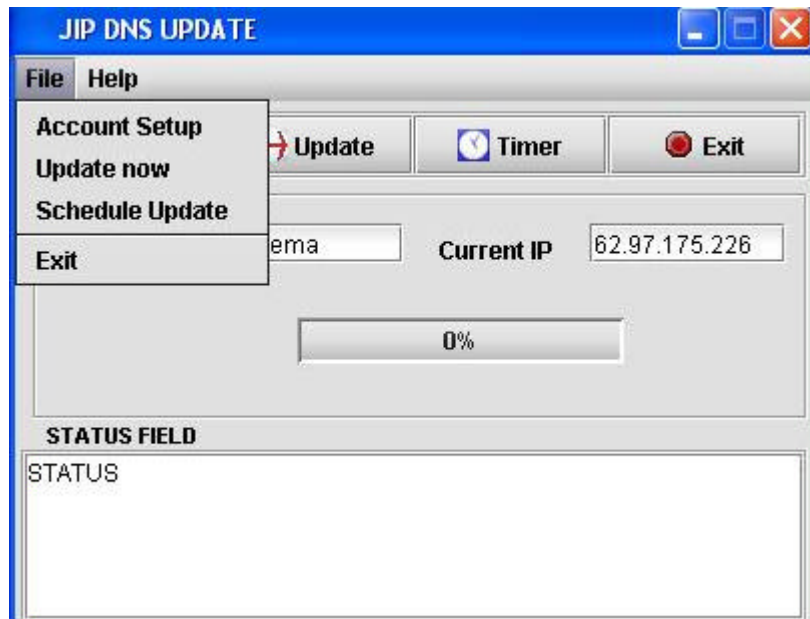 JIP DNS UPDATE
File Help
Account Setup
Update now
Schedule Update
Exit
Update Timer Exit
ema Current IP 62.97.175.226
0%
STATUS FIELD
STATUS